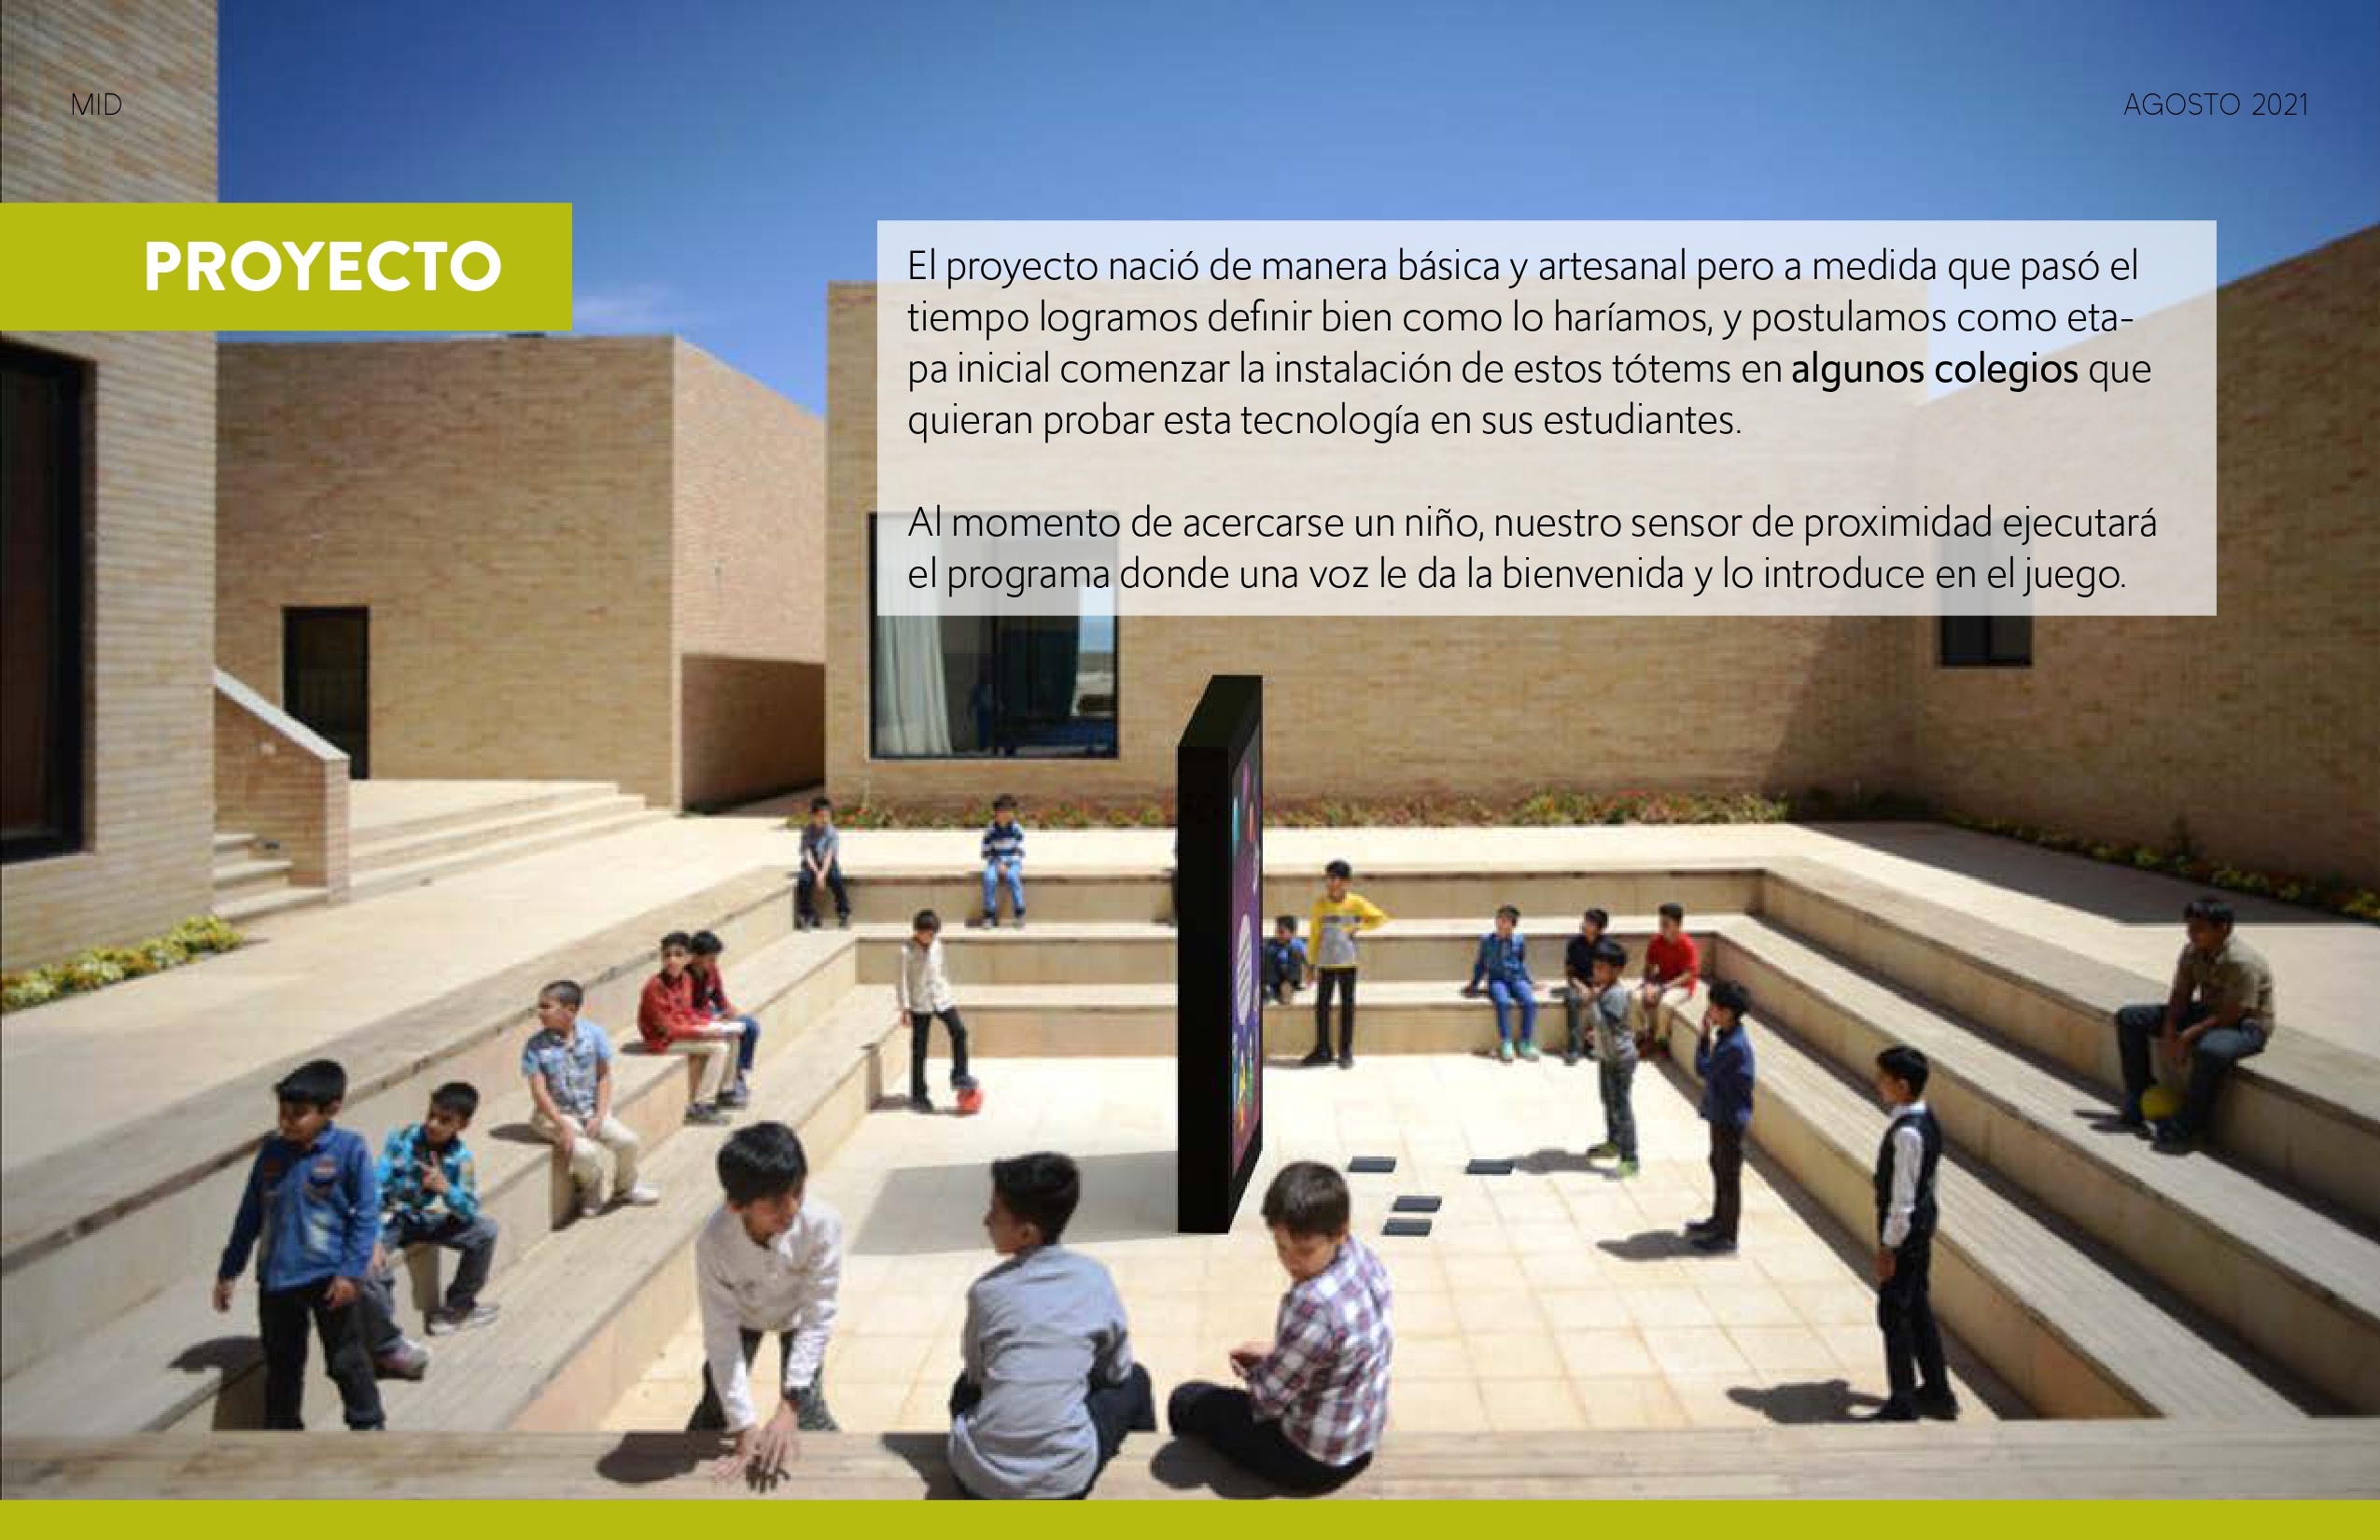 MID
AGOSTO 2021
PROYECTO
El proyecto nació de manera básica y artesanal pero a medida que pasó el
tiempo logramos definir bien como lo haríamos, y postulamos como eta-
pa inicial comenzar la instalación de estos tótems en algunos colegios que
quieran probar esta tecnología en sus estudiantes.
Al momento de acercarse un niño, nuestro sensor de proximidad ejecutará
el programa donde una voz le da la bienvenida y lo introduce en el juego.